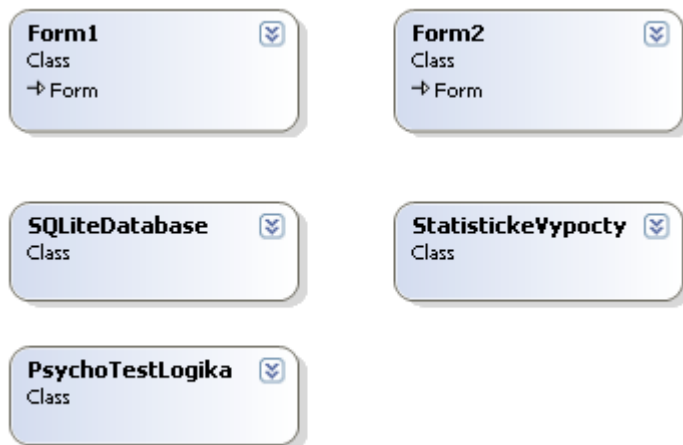 Form1
Class
Form
Form2
Class
Form
SQLiteDatabase
Class
StatistickeVypocty
Class
PsychoTestLogika
Class